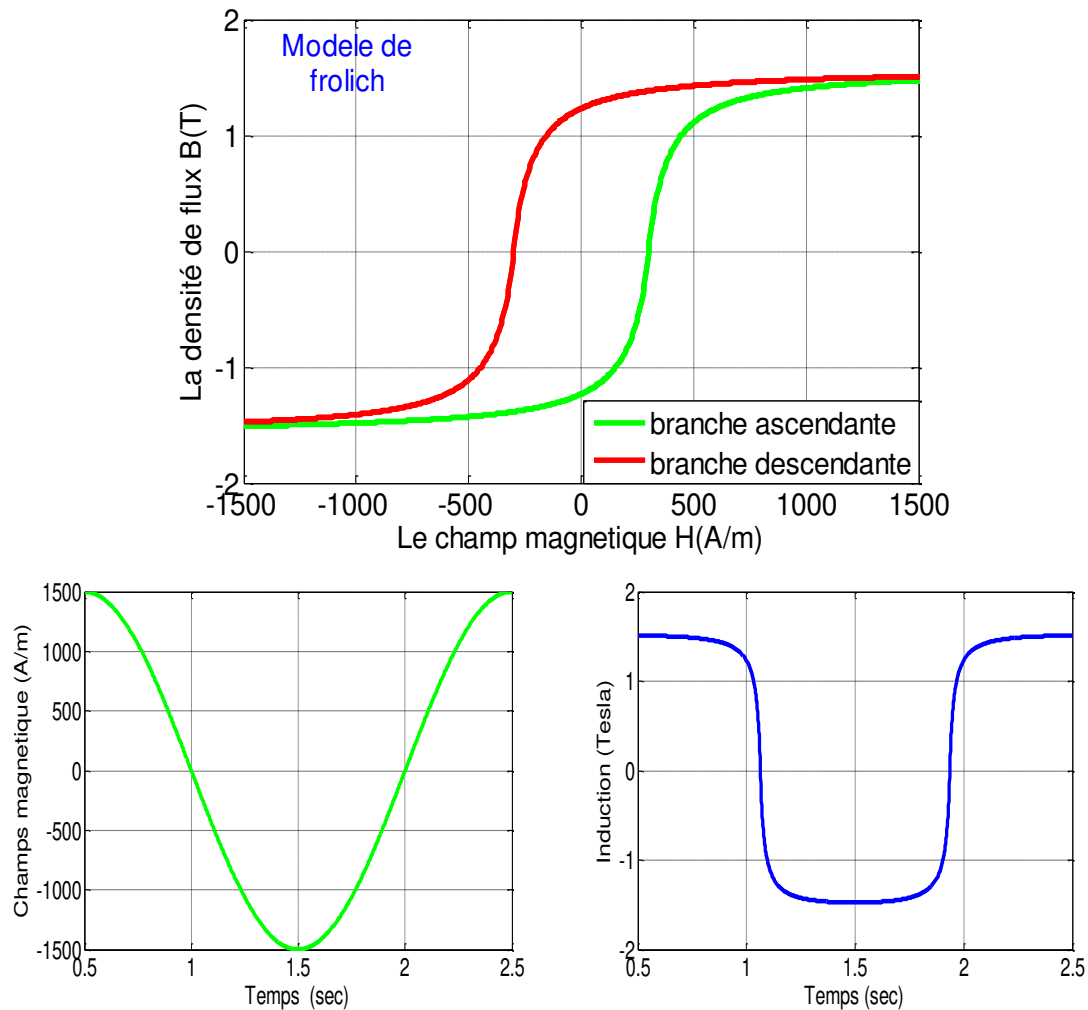 Modele de
frolich
La densité de flux B(T)
2
1
0
-1
-2
branche ascendante
branche descendante
-1500 -1000 -500 0 500 1000 1500
Le champ magnetique H(A/m)
Champs magnetique (A/m)
1500
1000
500
0
-500
-1000
-1500
0.5 1 1.5 2 2.5
Temps (sec)
Induction (Tesla)
2
1
0
-1
-2
0.5 1 1.5 2 2.5
Temps (sec)